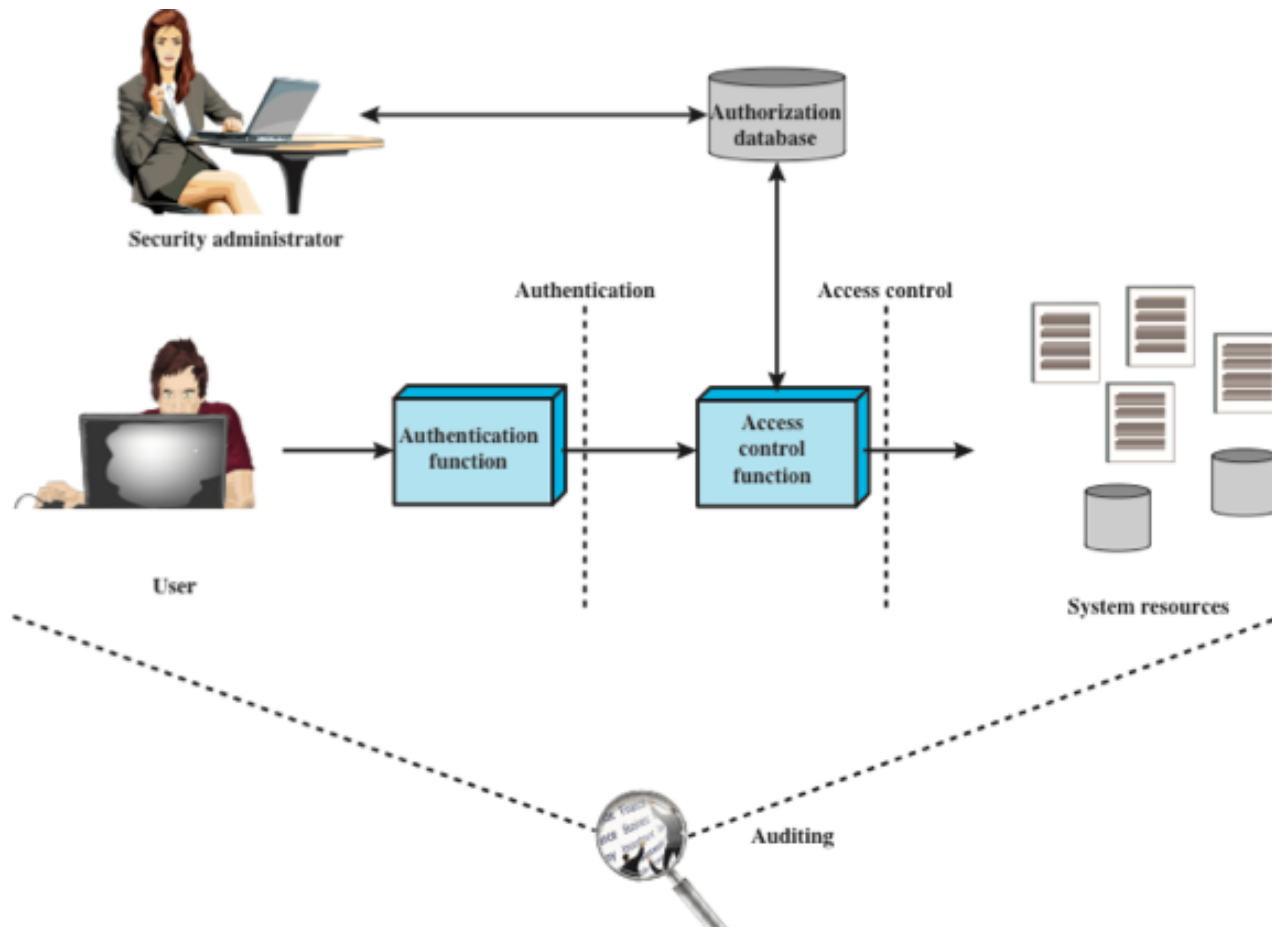 Authorization
database
Security administrator
Authentication
Access control
Authentication
function
Access
control
function
User
System resources
Auditing